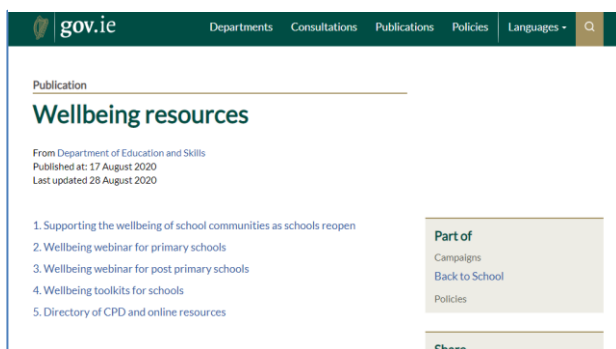 gov.ie
Departments Consultations Publications Policies Languages
Publication
Wellbeing resources
From Department of Education and Skills
Published at: 17 August 2020
Last updated 28 August 2020
1. Supporting the wellbeing of school communities as schools reopen
2. Wellbeing webinar for primary schools
3. Wellbeing webinar for post primary schools
4. Wellbeing toolkits for schools
5. Directory of CPD and online resources
Part of
Campaigns
Back to School
Policies
Share